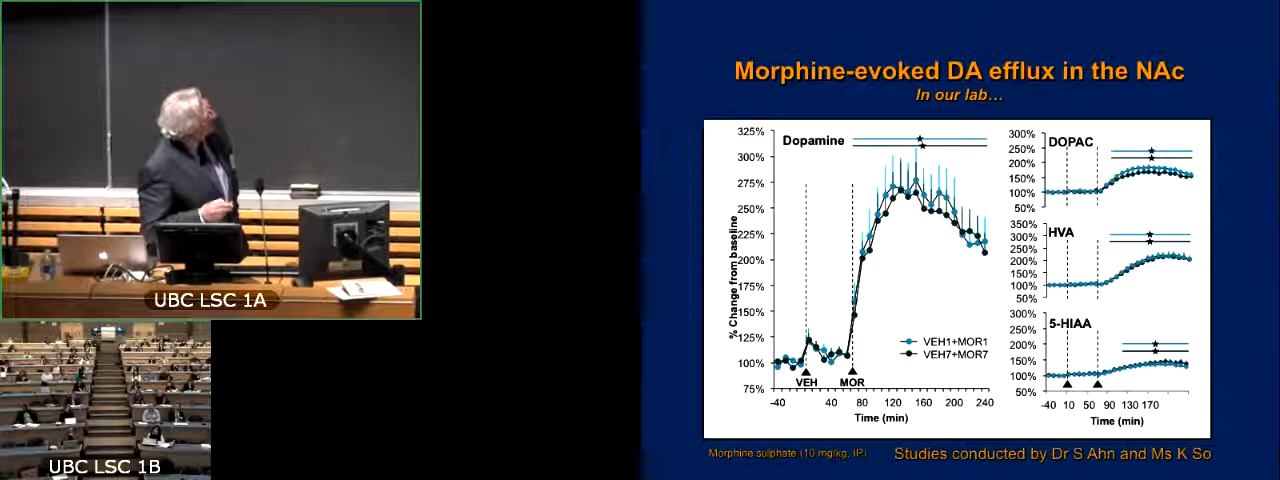 UBC LSC 1A
UBC LSC 1B
Morphine-evoked DA efflux in the NAc
In our lab...
Dopamine
% Change from baseline
325%
300%
275%
250%
225%
200%
175%
150%
125%
100%
75%
VEH
MOR
VEH1+MOR1
VEH7+MOR7
-40
40
80
120
160
200
240
Time (min)
DOPAC
300%
250%
200%
150%
100%
50%
HVA
350%
300%
250%
200%
150%
100%
50%
5-HIAA
300%
250%
200%
150%
100%
50%
-40 10 50 90 130 170
Time (min)
Morphine sulphate (10 mg/kg, IP)
Studies conducted by Dr S Ahn and Ms K So